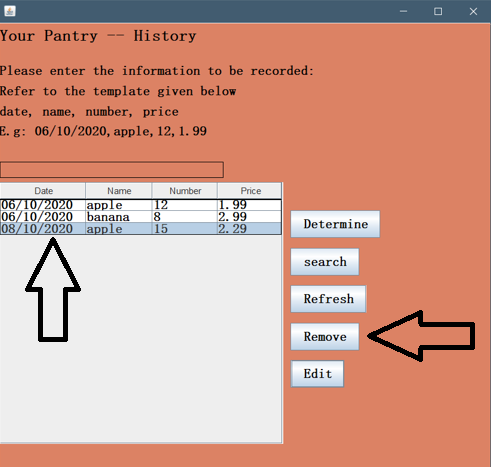 Your Pantry -- History
Please enter the information to be recorded:
Refer to the template given below
date, name, number, price
E.g: 06/10/2020,apple,12,1.99
Date Name Number Price
06/10/2020 apple 12 1.99
06/10/2020 banana 8 2.99
08/10/2020 apple 15 2.29
Determine
search
Refresh
Remove
Edit